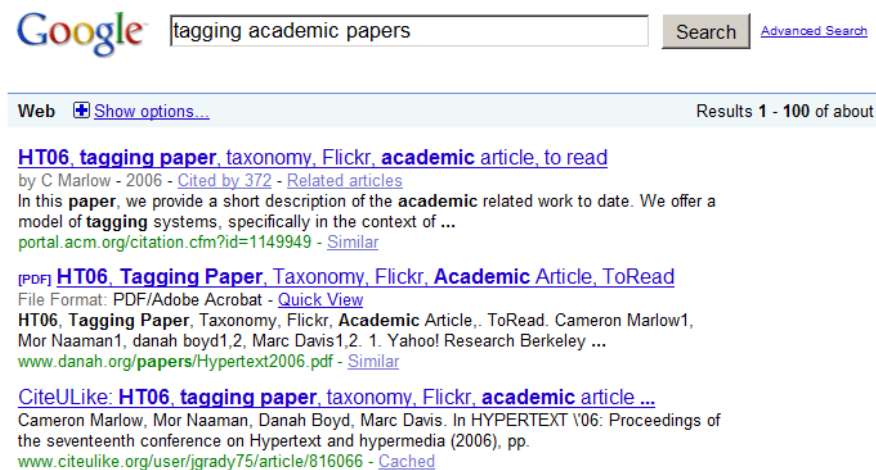 Google tagging academic papers Search Advanced Search
Web Show options... Results 1 - 100 of about
HT06, tagging paper, taxonomy, Flickr, academic article, to read
by C Marlow - 2006 - Cited by 372 - Related articles
In this paper, we provide a short description of the academic related work to date. We offer a
model of tagging systems, specifically in the context of ...
portal.acm.org/citation.cfm?id=1149949 - Similar
[PDF] HT06, Tagging Paper, Taxonomy, Flickr, Academic Article, ToRead
File Format: PDF/Adobe Acrobat - Quick View
HT06, Tagging Paper, Taxonomy, Flickr, Academic Article,. ToRead. Cameron Marlow1,
Mor Naaman1, danah boyd1,2, Marc Davis1,2. 1. Yahoo! Research Berkeley ...
www.danah.org/papers/Hypertext2006.pdf - Similar
CiteULike: HT06, tagging paper, taxonomy, Flickr, academic article ...
Cameron Marlow, Mor Naaman, Danah Boyd, Marc Davis. In HYPERTEXT \'06: Proceedings of
the seventeenth conference on Hypertext and hypermedia (2006), pp.
www.citeulike.org/user/jgrady75/article/816066 - Cached